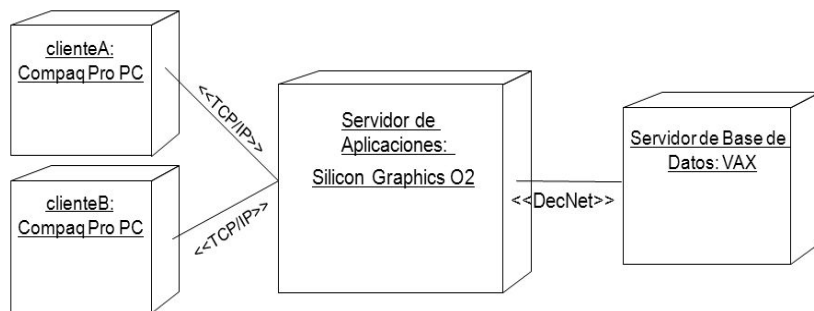 clienteA:
Compaq Pro PC
<<TCP/IP>>
clienteB:
Compaq Pro PC
<<TCP/IP>>
Servidor de
Aplicaciones:
Silicon Graphics O2
<<DecNet>>
Servidor de Base de
Datos: VAX